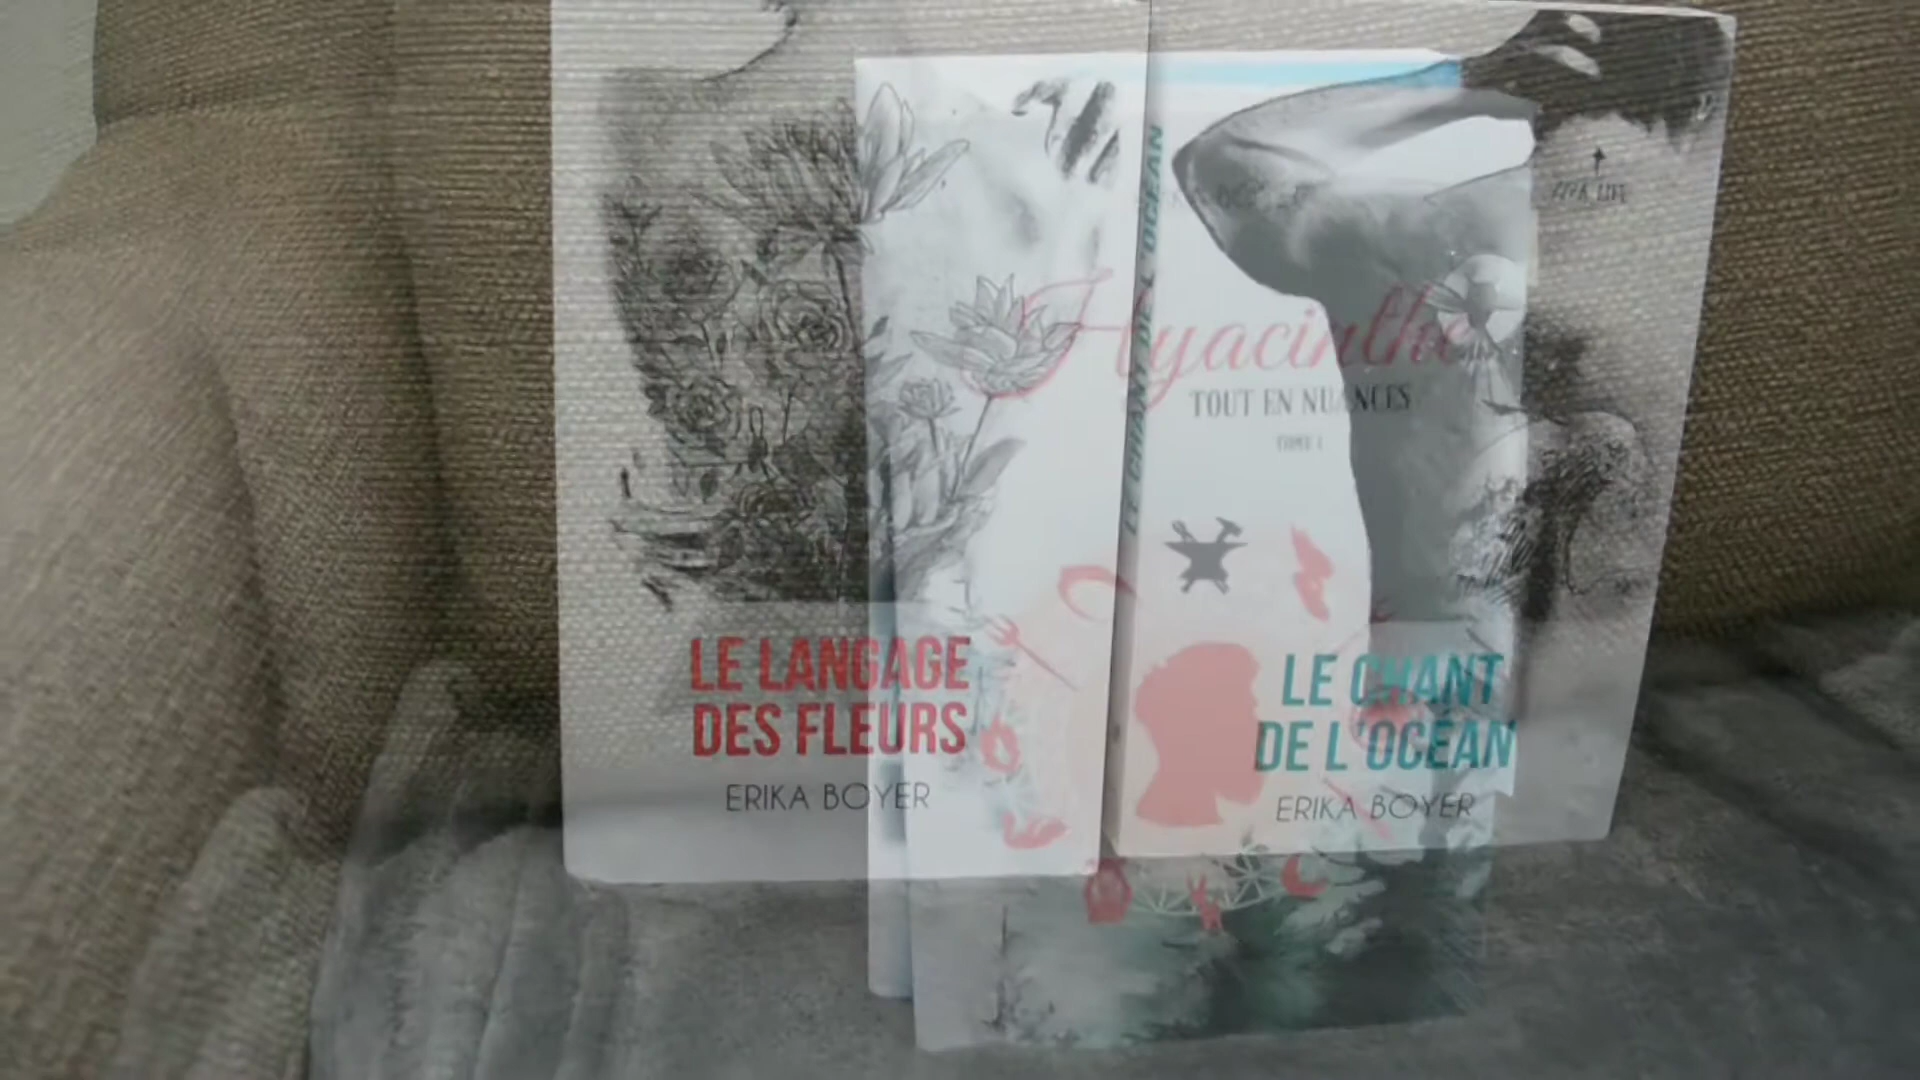 LE LANGAGE
DES FLEURS
ERIKA BOYER
LE CHANT DE L'OCÉAN
Hyacinthe
TOUT EN NUANCES
TOME 1
LE CHANT
DE L'OCÉAN
ERIKA BOYER